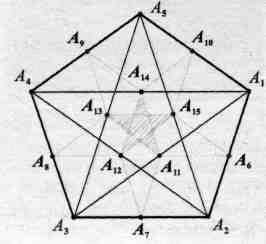 A₅
A₉ A₁₀
A₄ A₁₄ A₁
A₁₃ A₁₅
A₈ A₁₂ A₁₁ A₆
A₃ A₇ A₂